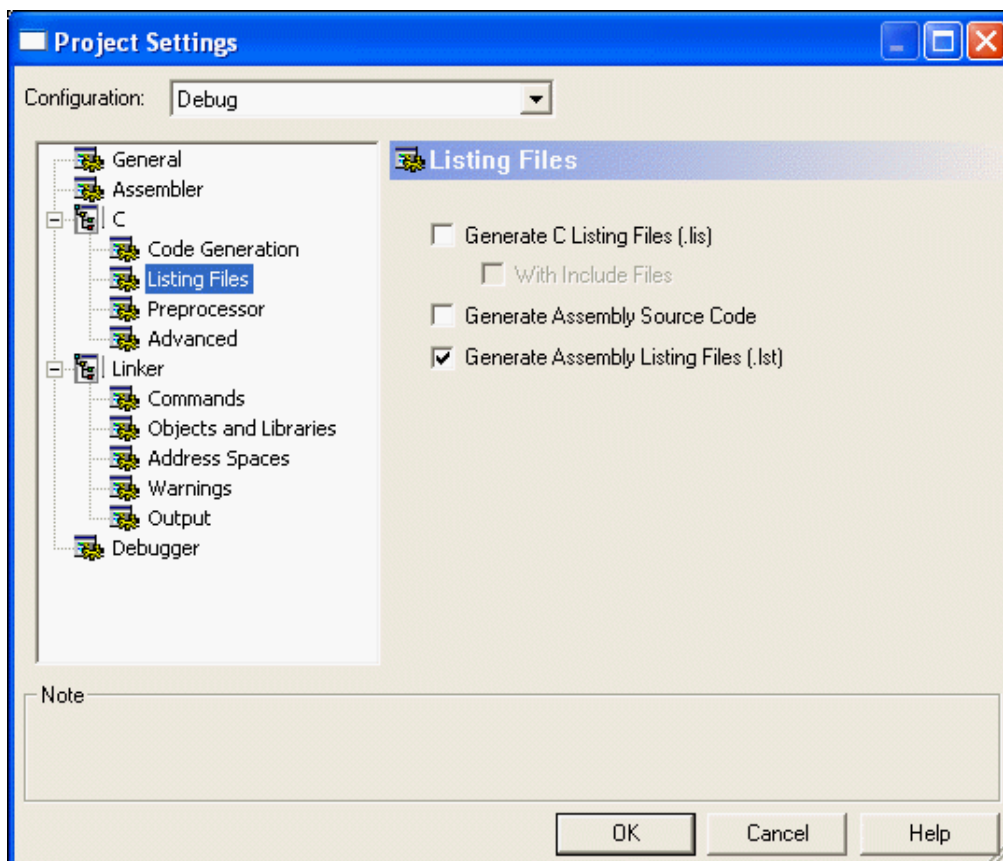 Project Settings
Configuration: Debug
General
Assembler
C
Code Generation
Listing Files
Preprocessor
Advanced
Linker
Commands
Objects and Libraries
Address Spaces
Warnings
Output
Debugger
Listing Files
Generate C Listing Files (.lis)
With Include Files
Generate Assembly Source Code
Generate Assembly Listing Files (.lst)
Note
OK Cancel Help